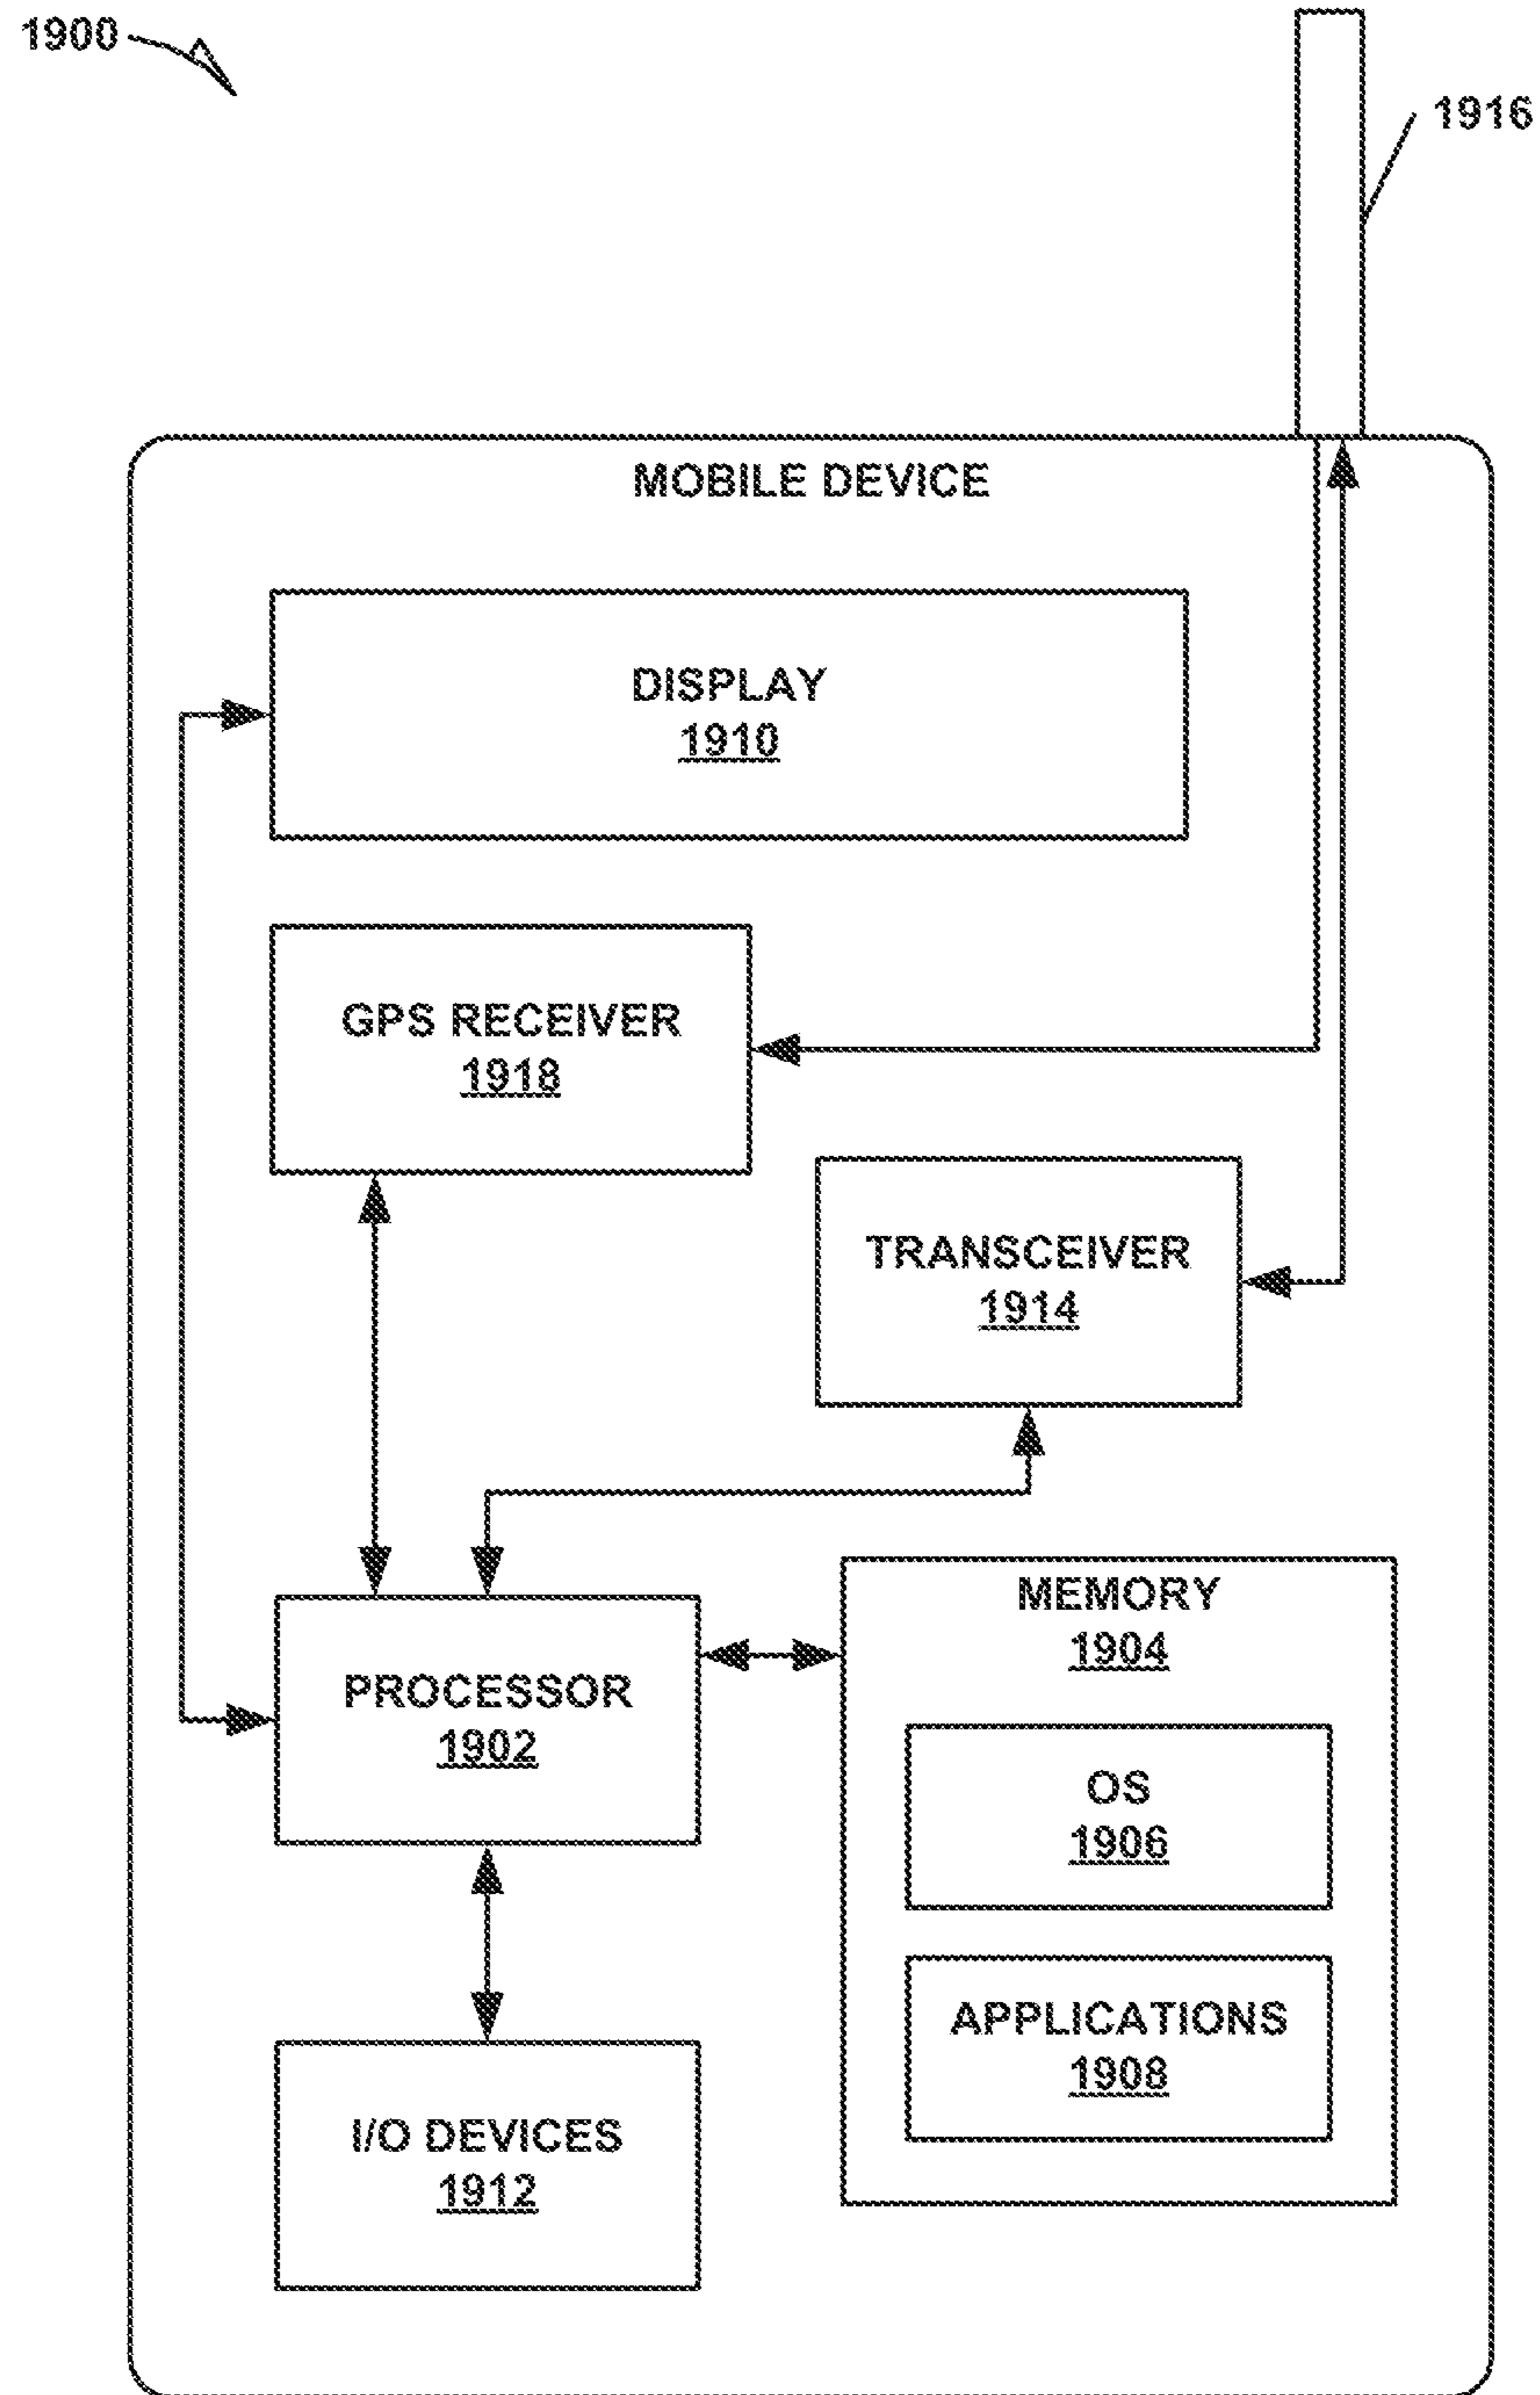 1900
1916
MOBILE DEVICE
DISPLAY
1910
GPS RECEIVER
1918
TRANSCEIVER
1914
MEMORY
1904
PROCESSOR
1902
OS
1906
APPLICATIONS
1908
I/O DEVICES
1912